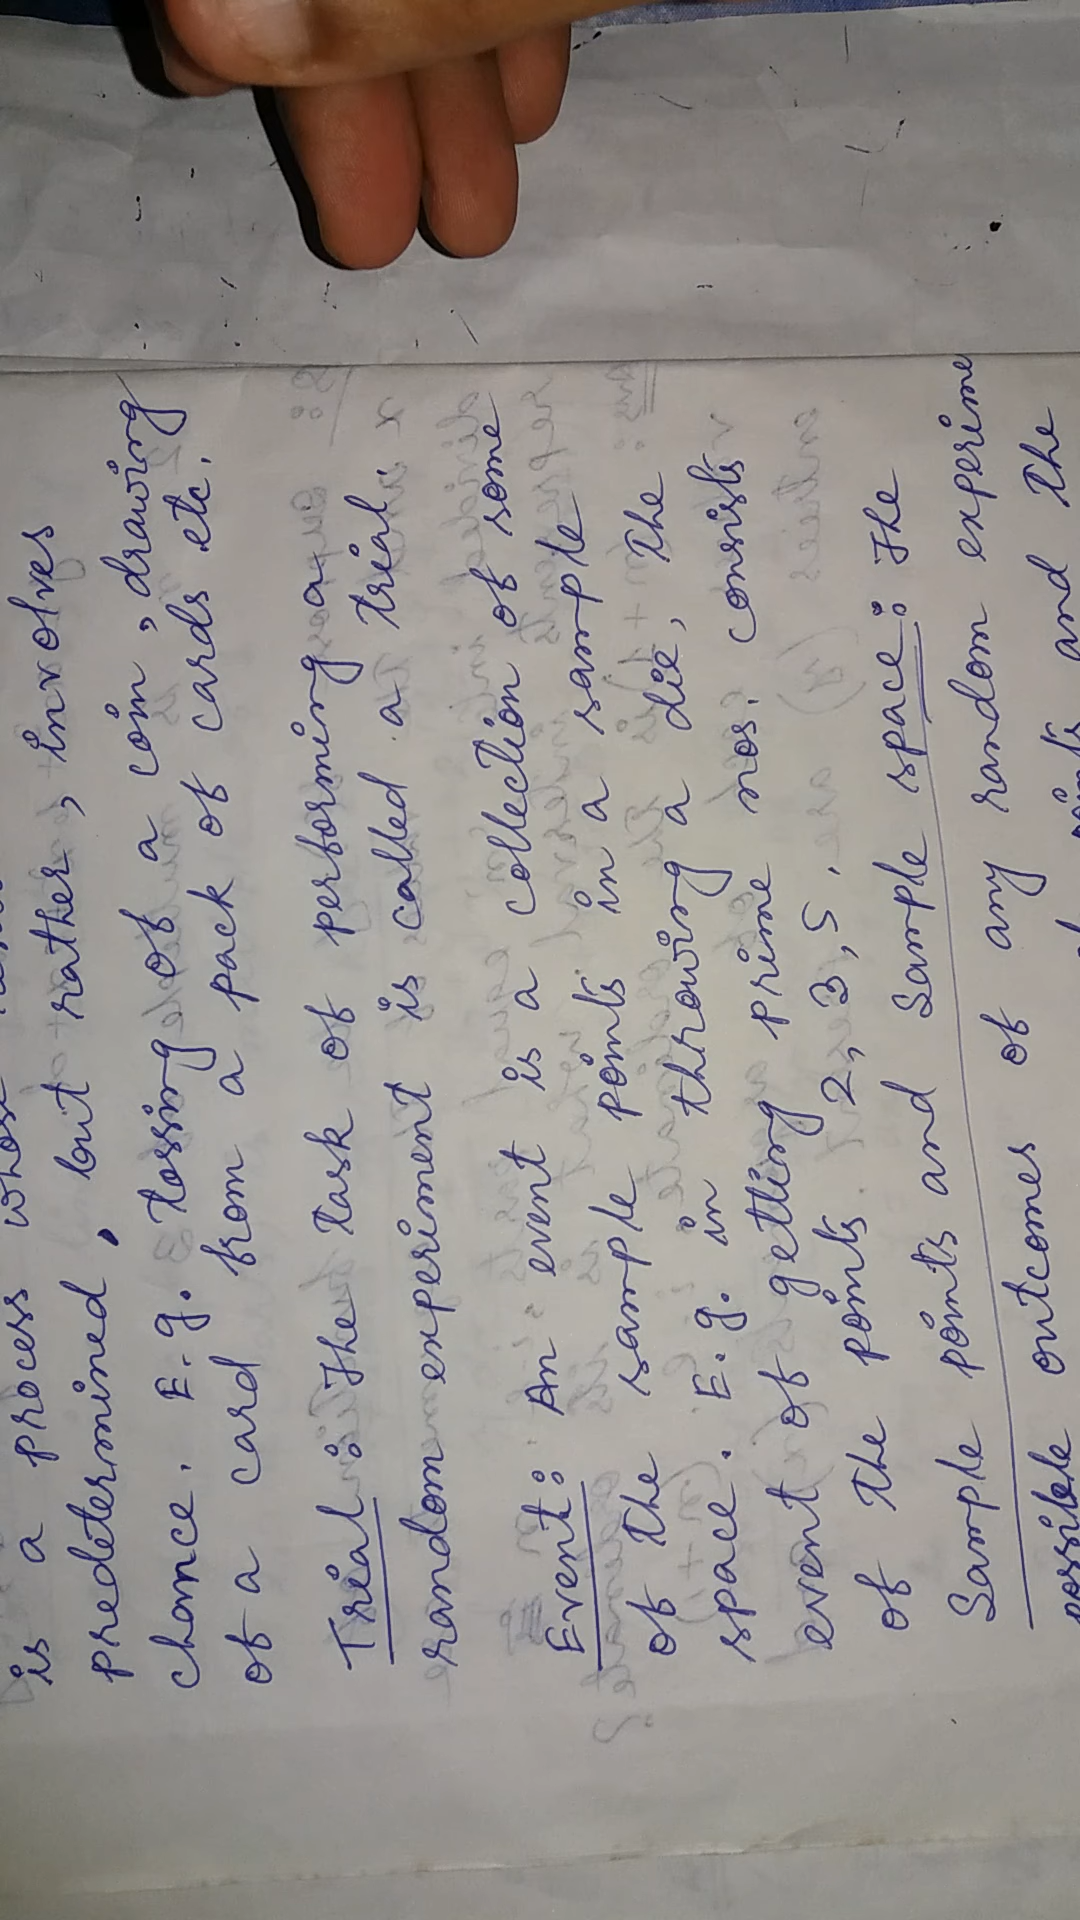 is a process whose
predetermined, but rather, involves
chance. E.g. tossing of a coin, drawing
of a card from a pack of cards etc.
Trial: The task of performing a
random experiment is called a trial
Event: An event is a collection of some
of the sample points in a sample
space. E.g. in throwing a die, the
event of getting prime nos. consists
of the points 2, 3, 5.
Sample points and Sample space: The
possible outcomes of any random experime
points and the